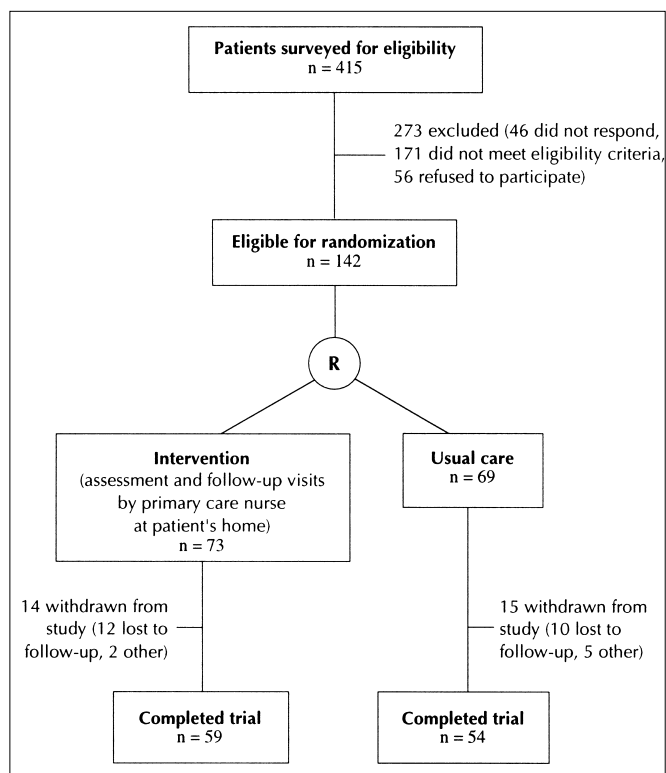 Patients surveyed for eligibility
n = 415
273 excluded (46 did not respond,
171 did not meet eligibility criteria,
56 refused to participate)
Eligible for randomization
n = 142
R
Intervention
(assessment and follow-up visits
by primary care nurse
at patient's home)
n = 73
Usual care
n = 69
14 withdrawn from
study (12 lost to
follow-up, 2 other)
15 withdrawn from
study (10 lost to
follow-up, 5 other)
Completed trial
n = 59
Completed trial
n = 54